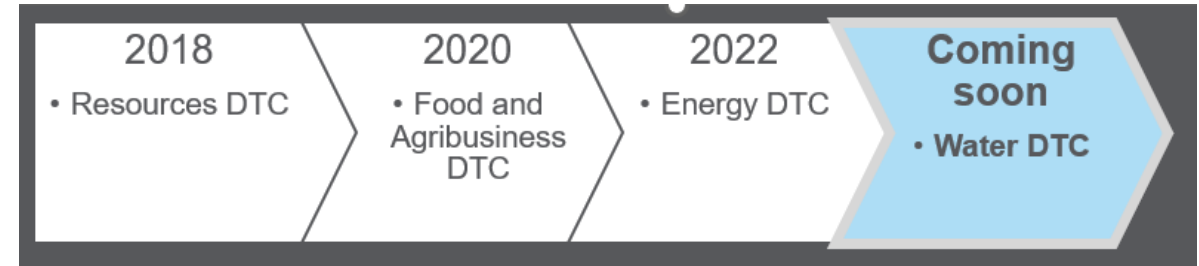 2018
• Resources DTC
2020
• Food and
Agribusiness
DTC
2022
• Energy DTC
Coming
soon
• Water DTC